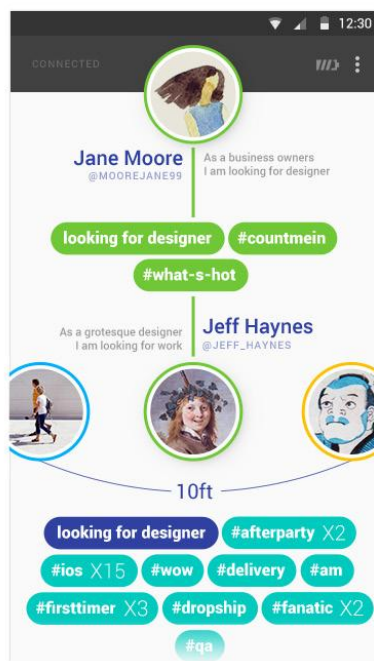 12:30
CONNECTED
Jane Moore
@MOOREJANE99
As a business owners
I am looking for designer
looking for designer #countmein
#what-s-hot
As a grotesque designer
I am looking for work
Jeff Haynes
@JEFF_HAYNES
10ft
looking for designer #afterparty X2
#ios X15 #wow #delivery #am
#firsttimer X3 #dropship #fanatic X2
#qa